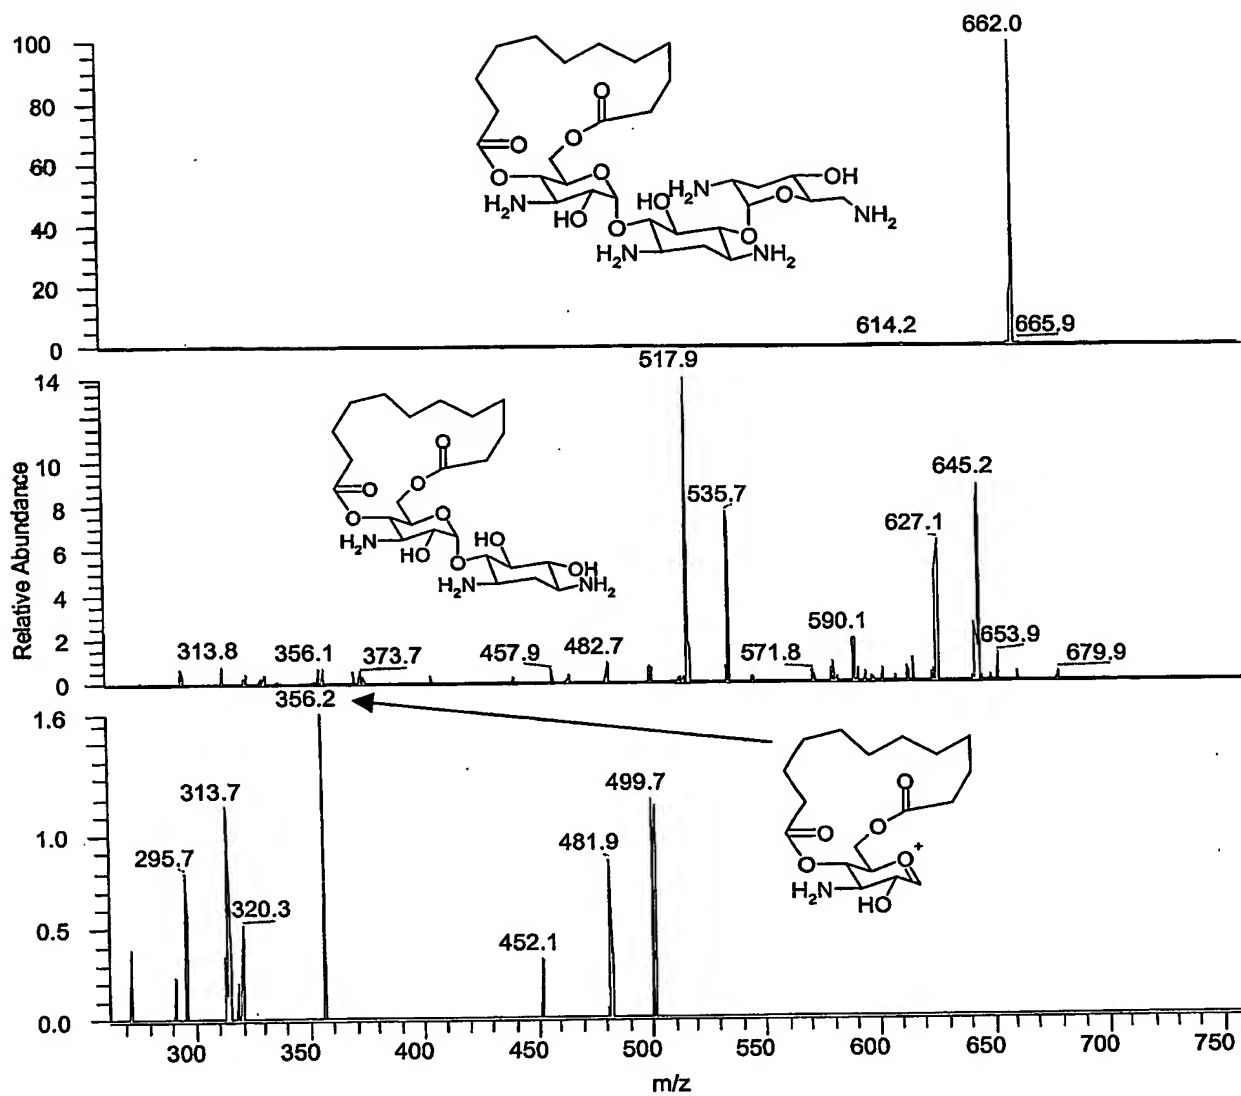 662.0
100
80
60
40
20
0
O
O
O
O
O
H₂N
HO
O
HO
H₂N
NH₂
O
H₂N
O
OH
NH₂
614.2
665.9
Relative Abundance
14
10
8
6
4
2
0
517.9
535.7
645.2
627.1
590.1
653.9
571.8
679.9
313.8
356.1
373.7
457.9
482.7
O
O
O
O
O
H₂N
HO
O
HO
H₂N
OH
NH₂
1.6
1.0
0.5
0.0
356.2
313.7
295.7
320.3
499.7
481.9
452.1
O
O
O
O
O
+
H₂N
HO
300
350
400
450
500
550
600
650
700
750
m/z